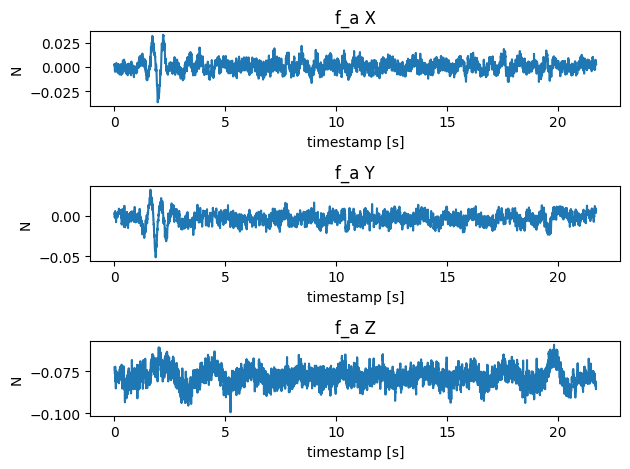 f_a X
0.025
0.000
−0.025
N
0 5 10 15 20
timestamp [s]
f_a Y
0.00
−0.05
N
0 5 10 15 20
timestamp [s]
f_a Z
−0.075
−0.100
N
0 5 10 15 20
timestamp [s]